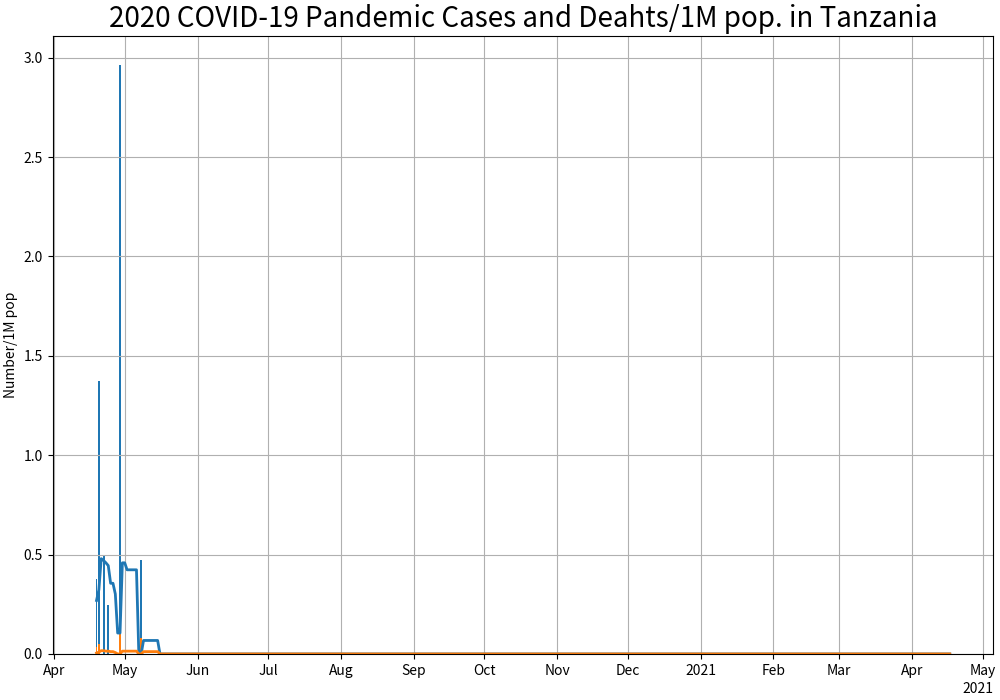 2020 COVID-19 Pandemic Cases and Deahts/1M pop. in Tanzania
Number/1M pop
3.0
2.5
2.0
1.5
1.0
0.5
0.0
Apr May Jun Jul Aug Sep Oct Nov Dec 2021 Feb Mar Apr May
2021